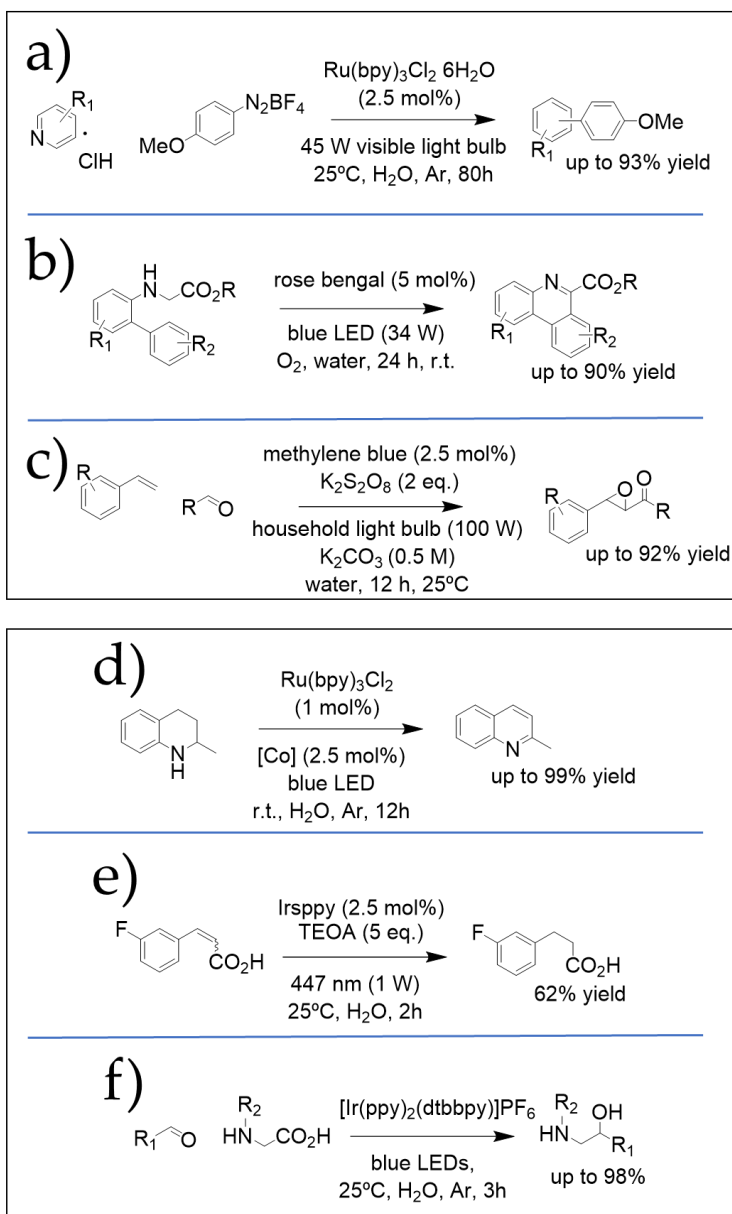 a)
R1
N
ClH
N2BF4
MeO
Ru(bpy)3Cl2 6H2O
(2.5 mol%)
45 W visible light bulb
25ºC, H2O, Ar, 80h
R1
OMe
up to 93% yield
b)
H
N
CO2R
R1
R2
rose bengal (5 mol%)
blue LED (34 W)
O2, water, 24 h, r.t.
N
CO2R
R1
R2
up to 90% yield
c)
R
R
O
methylene blue (2.5 mol%)
K2S2O8 (2 eq.)
household light bulb (100 W)
K2CO3 (0.5 M)
water, 12 h, 25ºC
R
O
O
R
up to 92% yield
d)
N
H
Ru(bpy)3Cl2
(1 mol%)
[Co] (2.5 mol%)
blue LED
r.t., H2O, Ar, 12h
N
up to 99% yield
e)
F
CO2H
Irsppy (2.5 mol%)
TEOA (5 eq.)
447 nm (1 W)
25ºC, H2O, 2h
F
CO2H
62% yield
f)
R1
O
R2
HN
CO2H
[Ir(ppy)2(dtbbpy)]PF6
blue LEDs,
25ºC, H2O, Ar, 3h
R2
OH
HN
R1
up to 98%